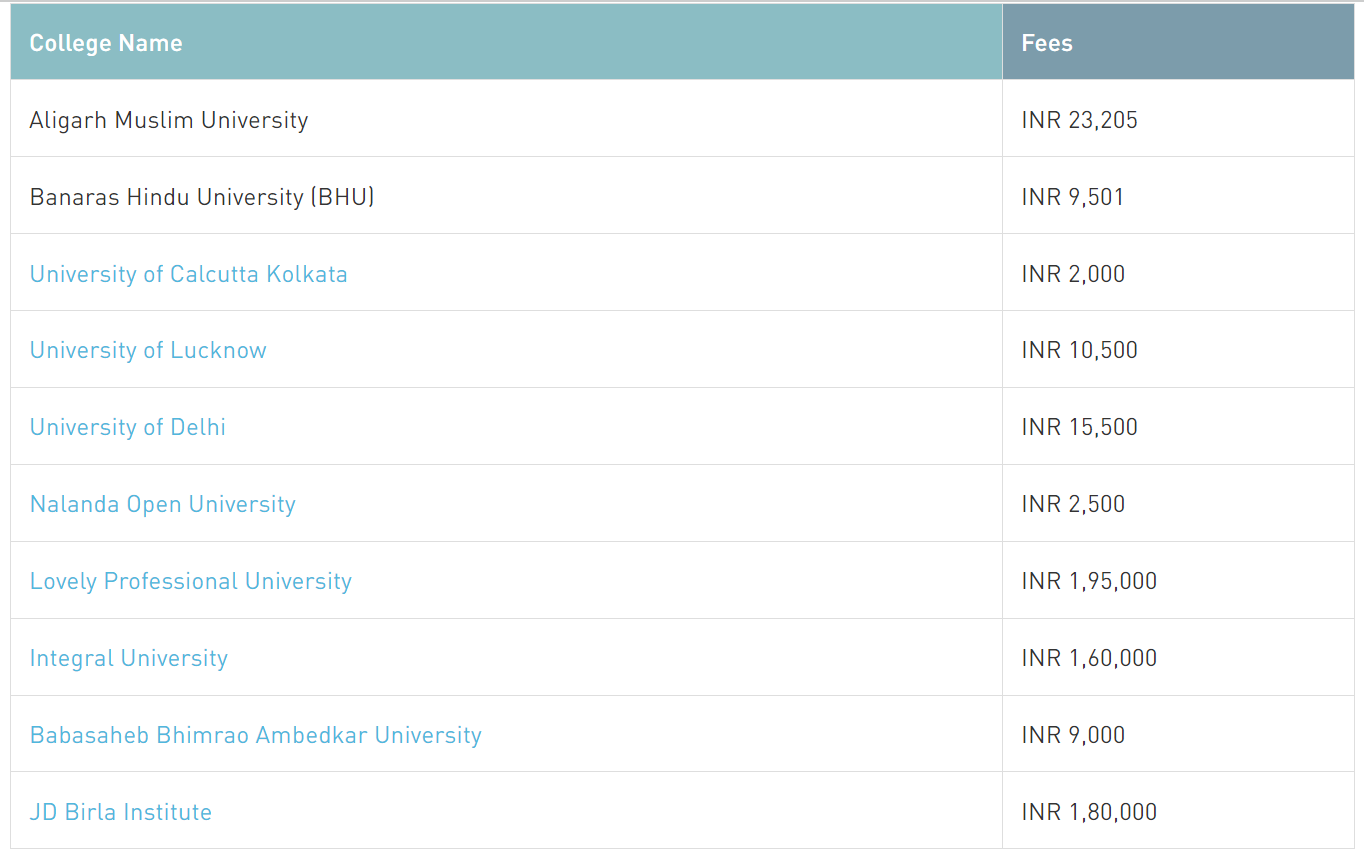 College Name Fees
Aligarh Muslim University INR 23,205
Banaras Hindu University (BHU) INR 9,501
University of Calcutta Kolkata INR 2,000
University of Lucknow INR 10,500
University of Delhi INR 15,500
Nalanda Open University INR 2,500
Lovely Professional University INR 1,95,000
Integral University INR 1,60,000
Babasaheb Bhimrao Ambedkar University INR 9,000
JD Birla Institute INR 1,80,000